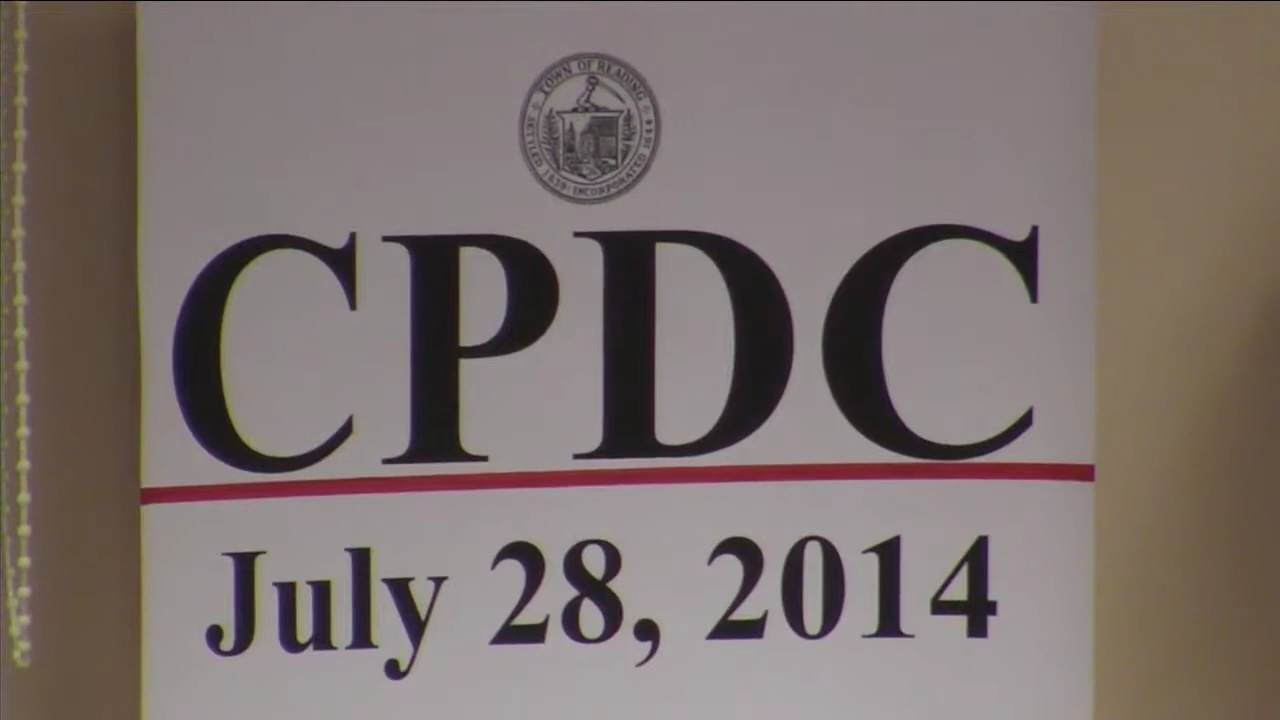 TOWN OF READING
SETTLED 1639 · INCORPORATED 1644
CPDC
July 28, 2014